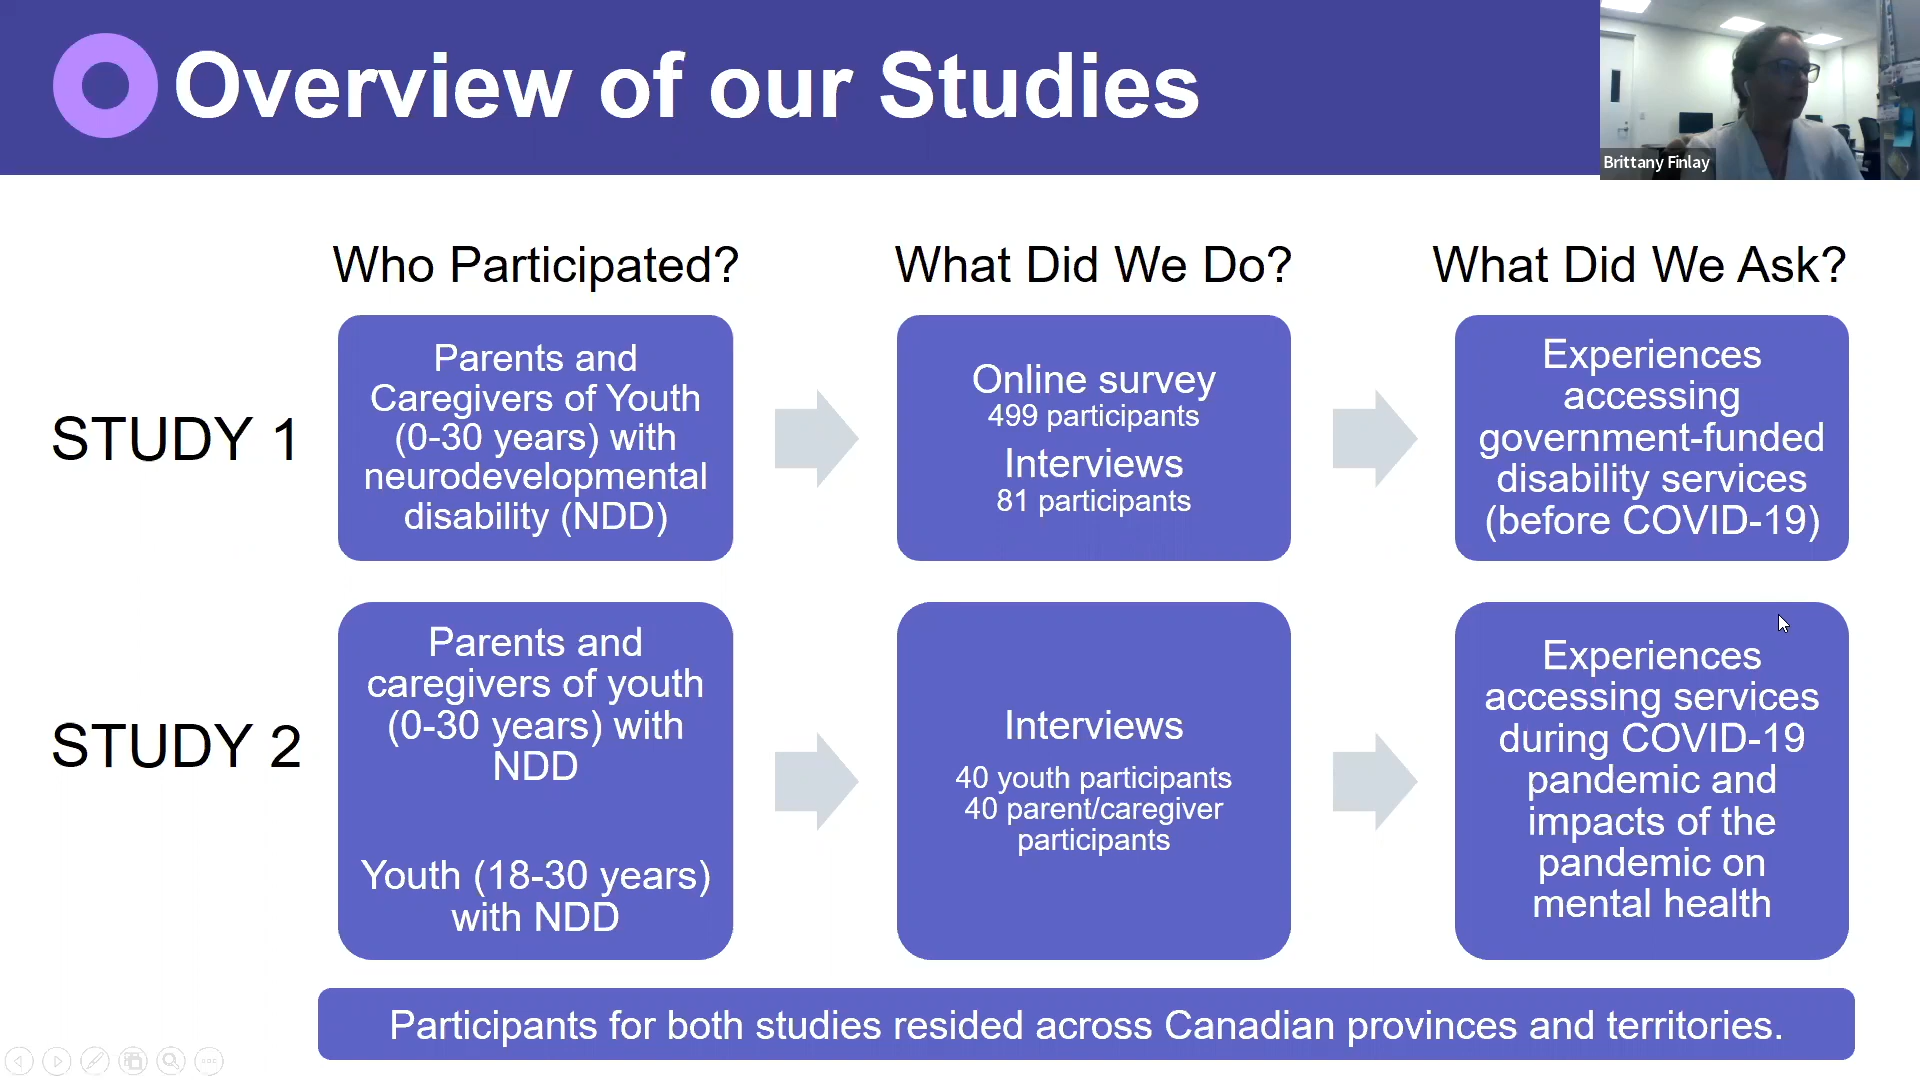 Overview of our Studies
Brittany Finlay
Who Participated?
What Did We Do?
What Did We Ask?
STUDY 1
Parents and
Caregivers of Youth
(0-30 years) with
neurodevelopmental
disability (NDD)
Online survey
499 participants
Interviews
81 participants
Experiences
accessing
government-funded
disability services
(before COVID-19)
STUDY 2
Parents and
caregivers of youth
(0-30 years) with
NDD
Youth (18-30 years)
with NDD
Interviews
40 youth participants
40 parent/caregiver
participants
Experiences
accessing services
during COVID-19
pandemic and
impacts of the
pandemic on
mental health
Participants for both studies resided across Canadian provinces and territories.